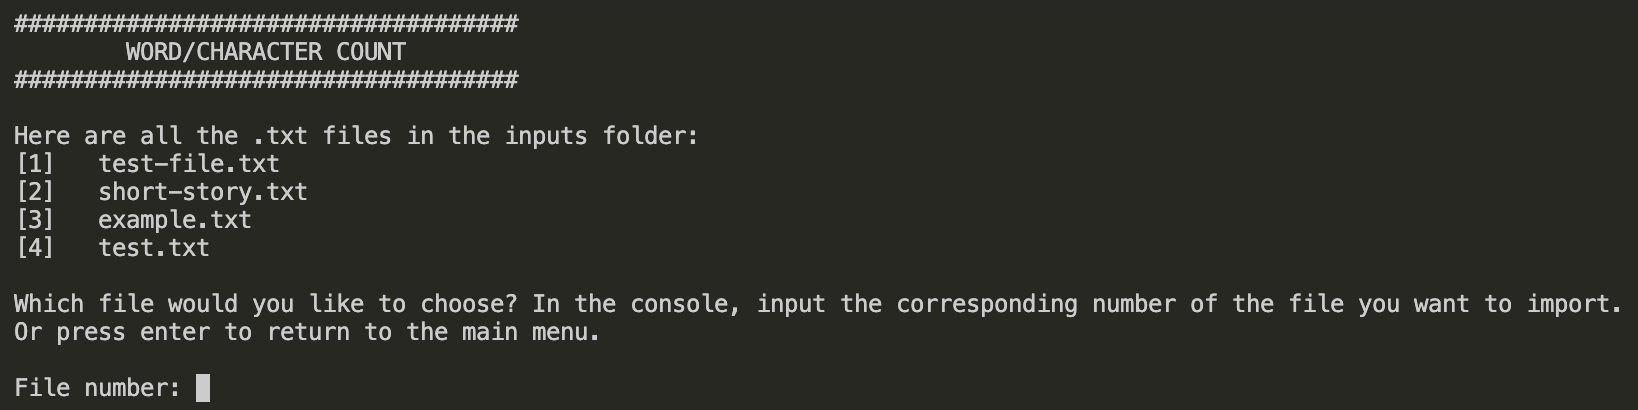 ####################################
WORD/CHARACTER COUNT
####################################
Here are all the .txt files in the inputs folder:
[1]   test-file.txt
[2]   short-story.txt
[3]   example.txt
[4]   test.txt
Which file would you like to choose? In the console, input the corresponding number of the file you want to import.
Or press enter to return to the main menu.
File number: